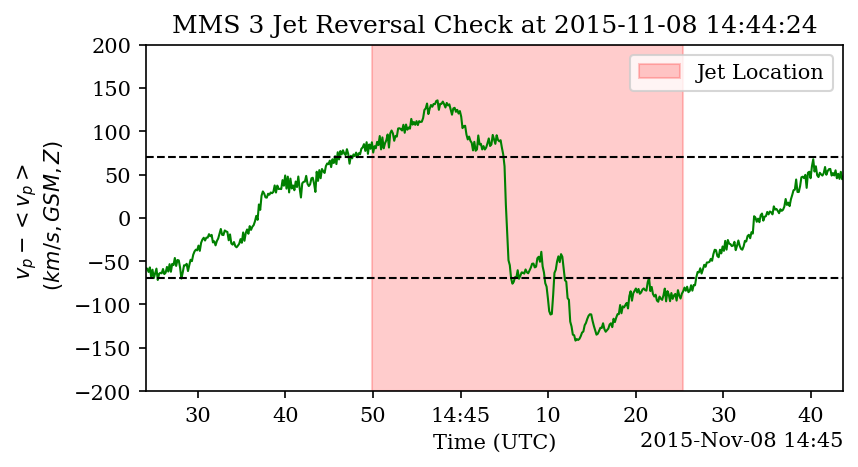 MMS 3 Jet Reversal Check at 2015-11-08 14:44:24
200
150
100
50
0
−50
−100
−150
−200
v_p − < v_p >
(km/s, GSM, Z)
Jet Location
30 40 50 14:45 10 20 30 40
Time (UTC)
2015-Nov-08 14:45